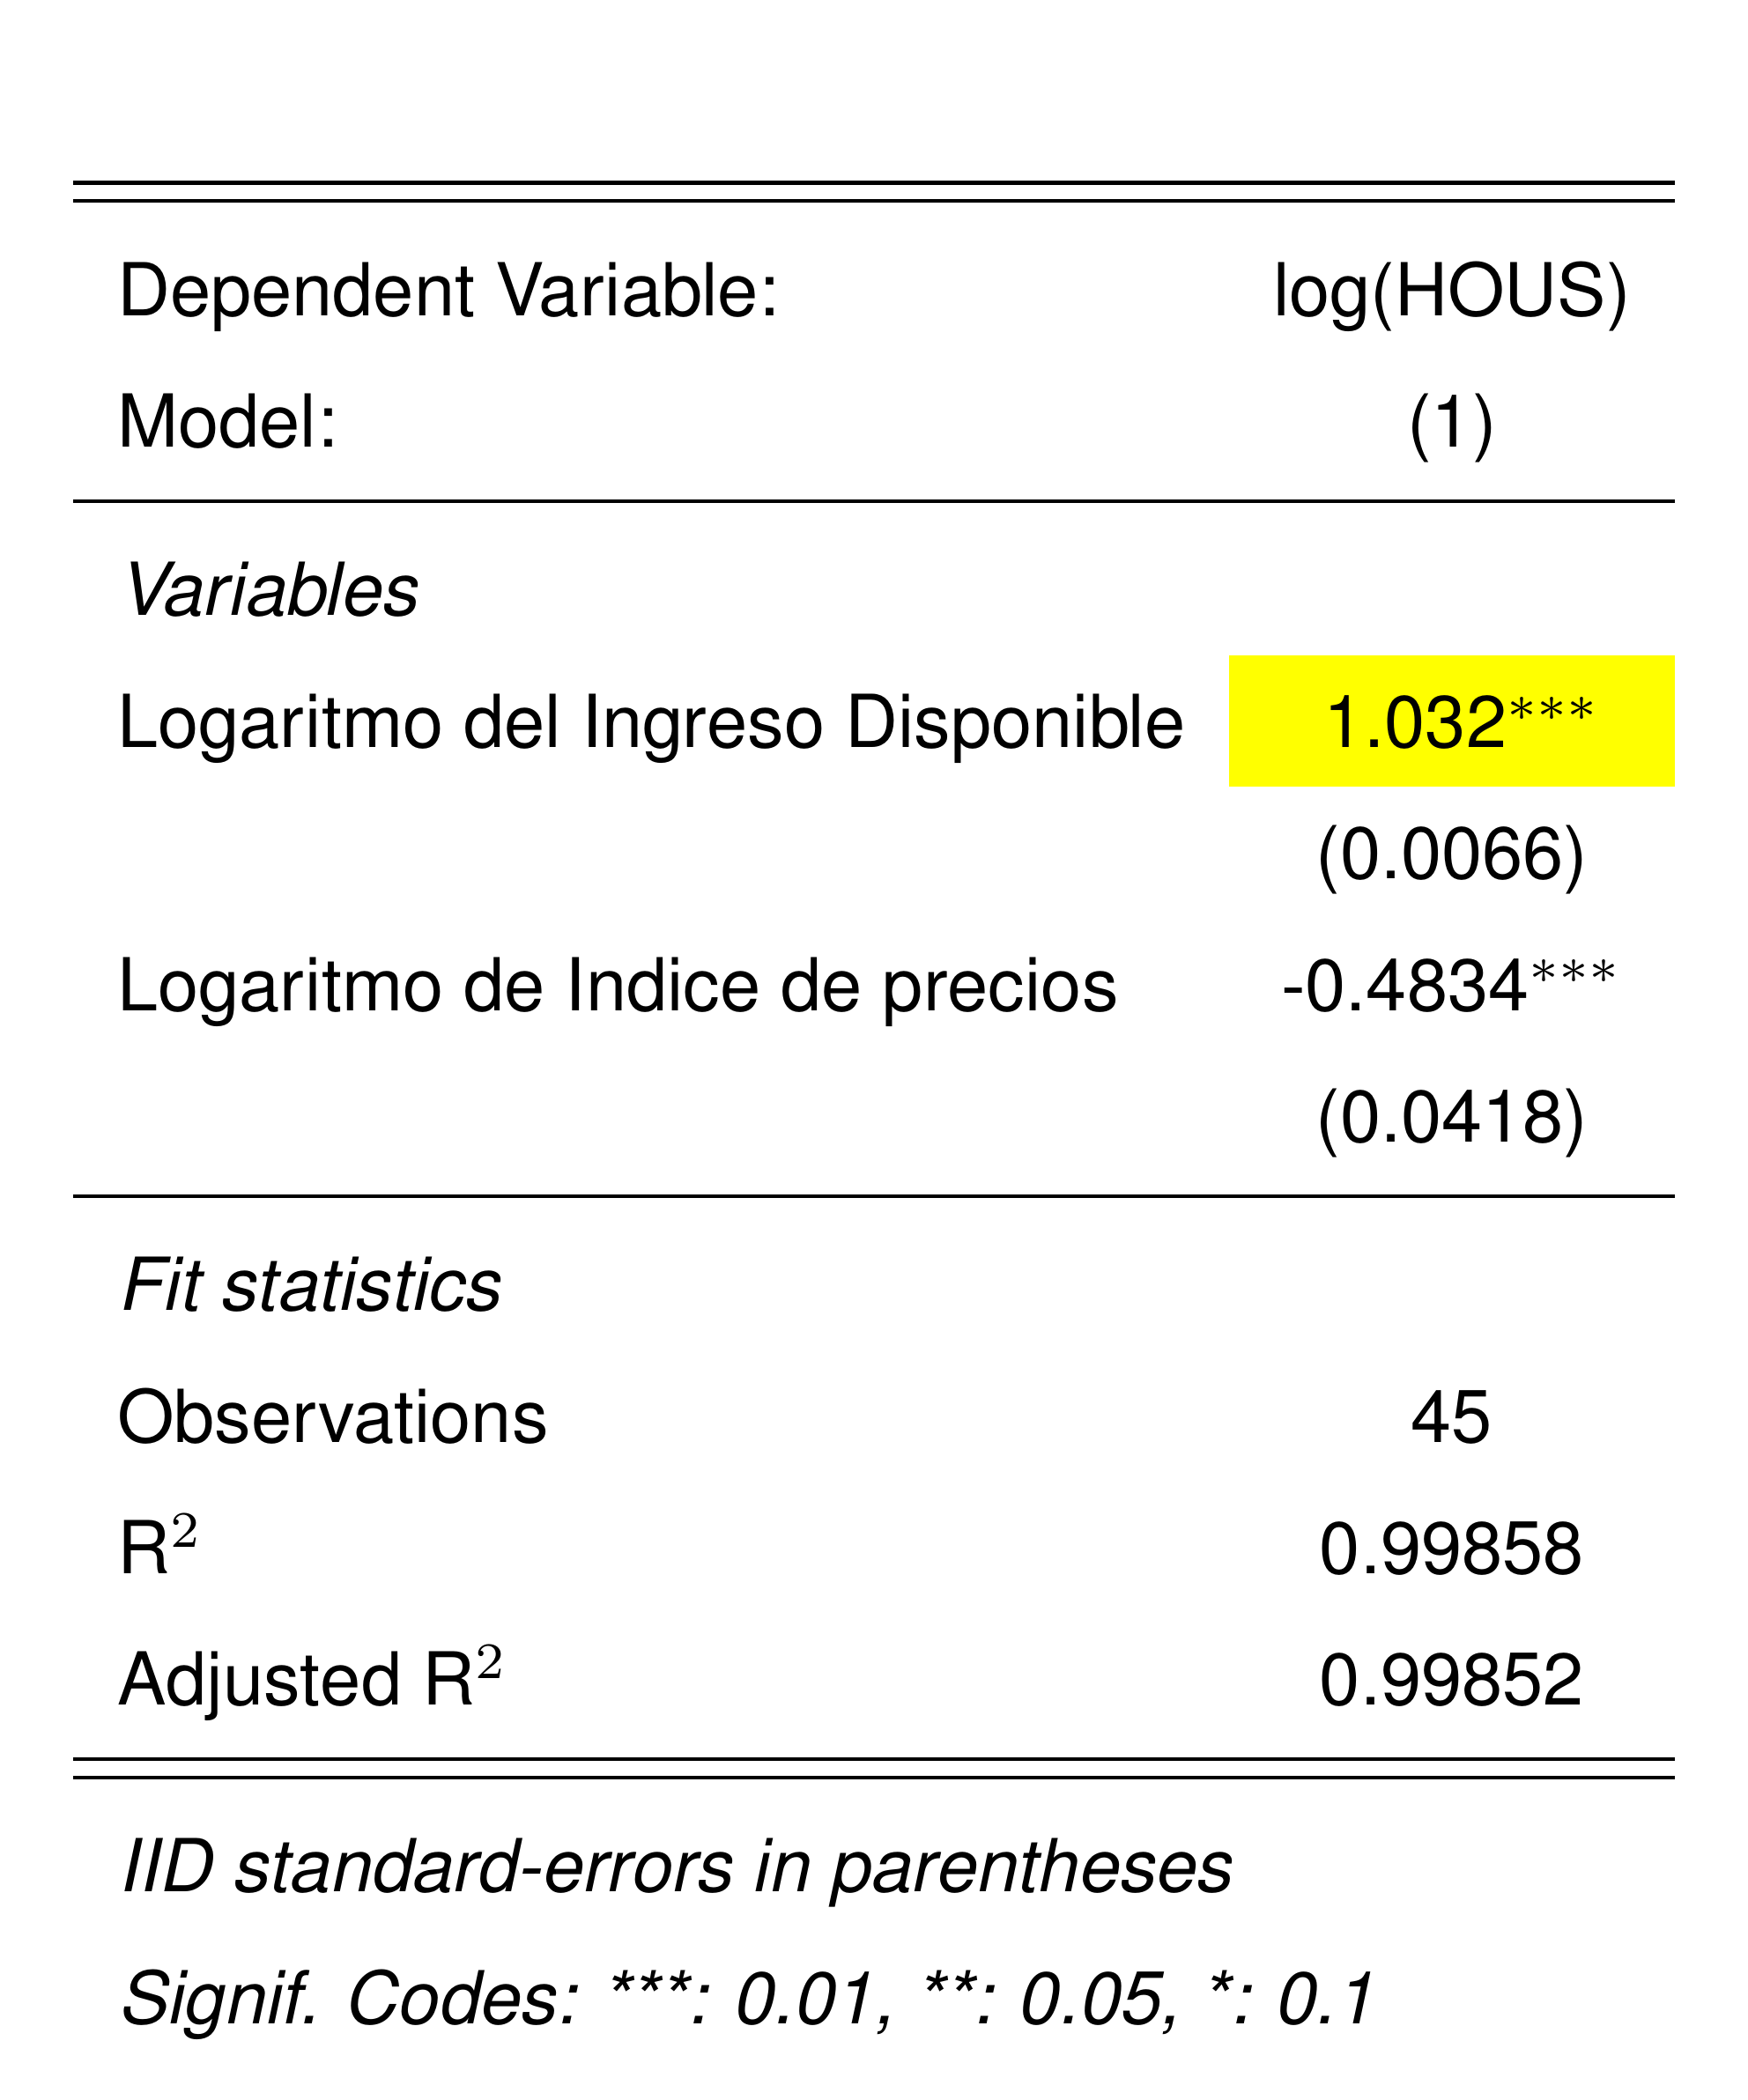 Dependent Variable: log(HOUS)
Model: (1)
Variables
Logaritmo del Ingreso Disponible 1.032***
(0.0066)
Logaritmo de Indice de precios -0.4834***
(0.0418)
Fit statistics
Observations 45
R² 0.99858
Adjusted R² 0.99852
IID standard-errors in parentheses
Signif. Codes: ***: 0.01, **: 0.05, *: 0.1